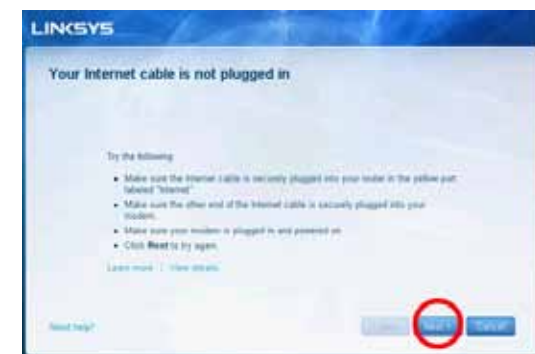 LINKSYS
Your Internet cable is not plugged in
Try the following:
• Make sure the Internet cable is securely plugged into your router in the yellow port
labeled "Internet".
• Make sure the other end of the Internet cable is securely plugged into your
modem.
• Make sure your modem is plugged in and powered on.
• Click Next to try again.
Learn more | View details
Need help?
Next
Cancel